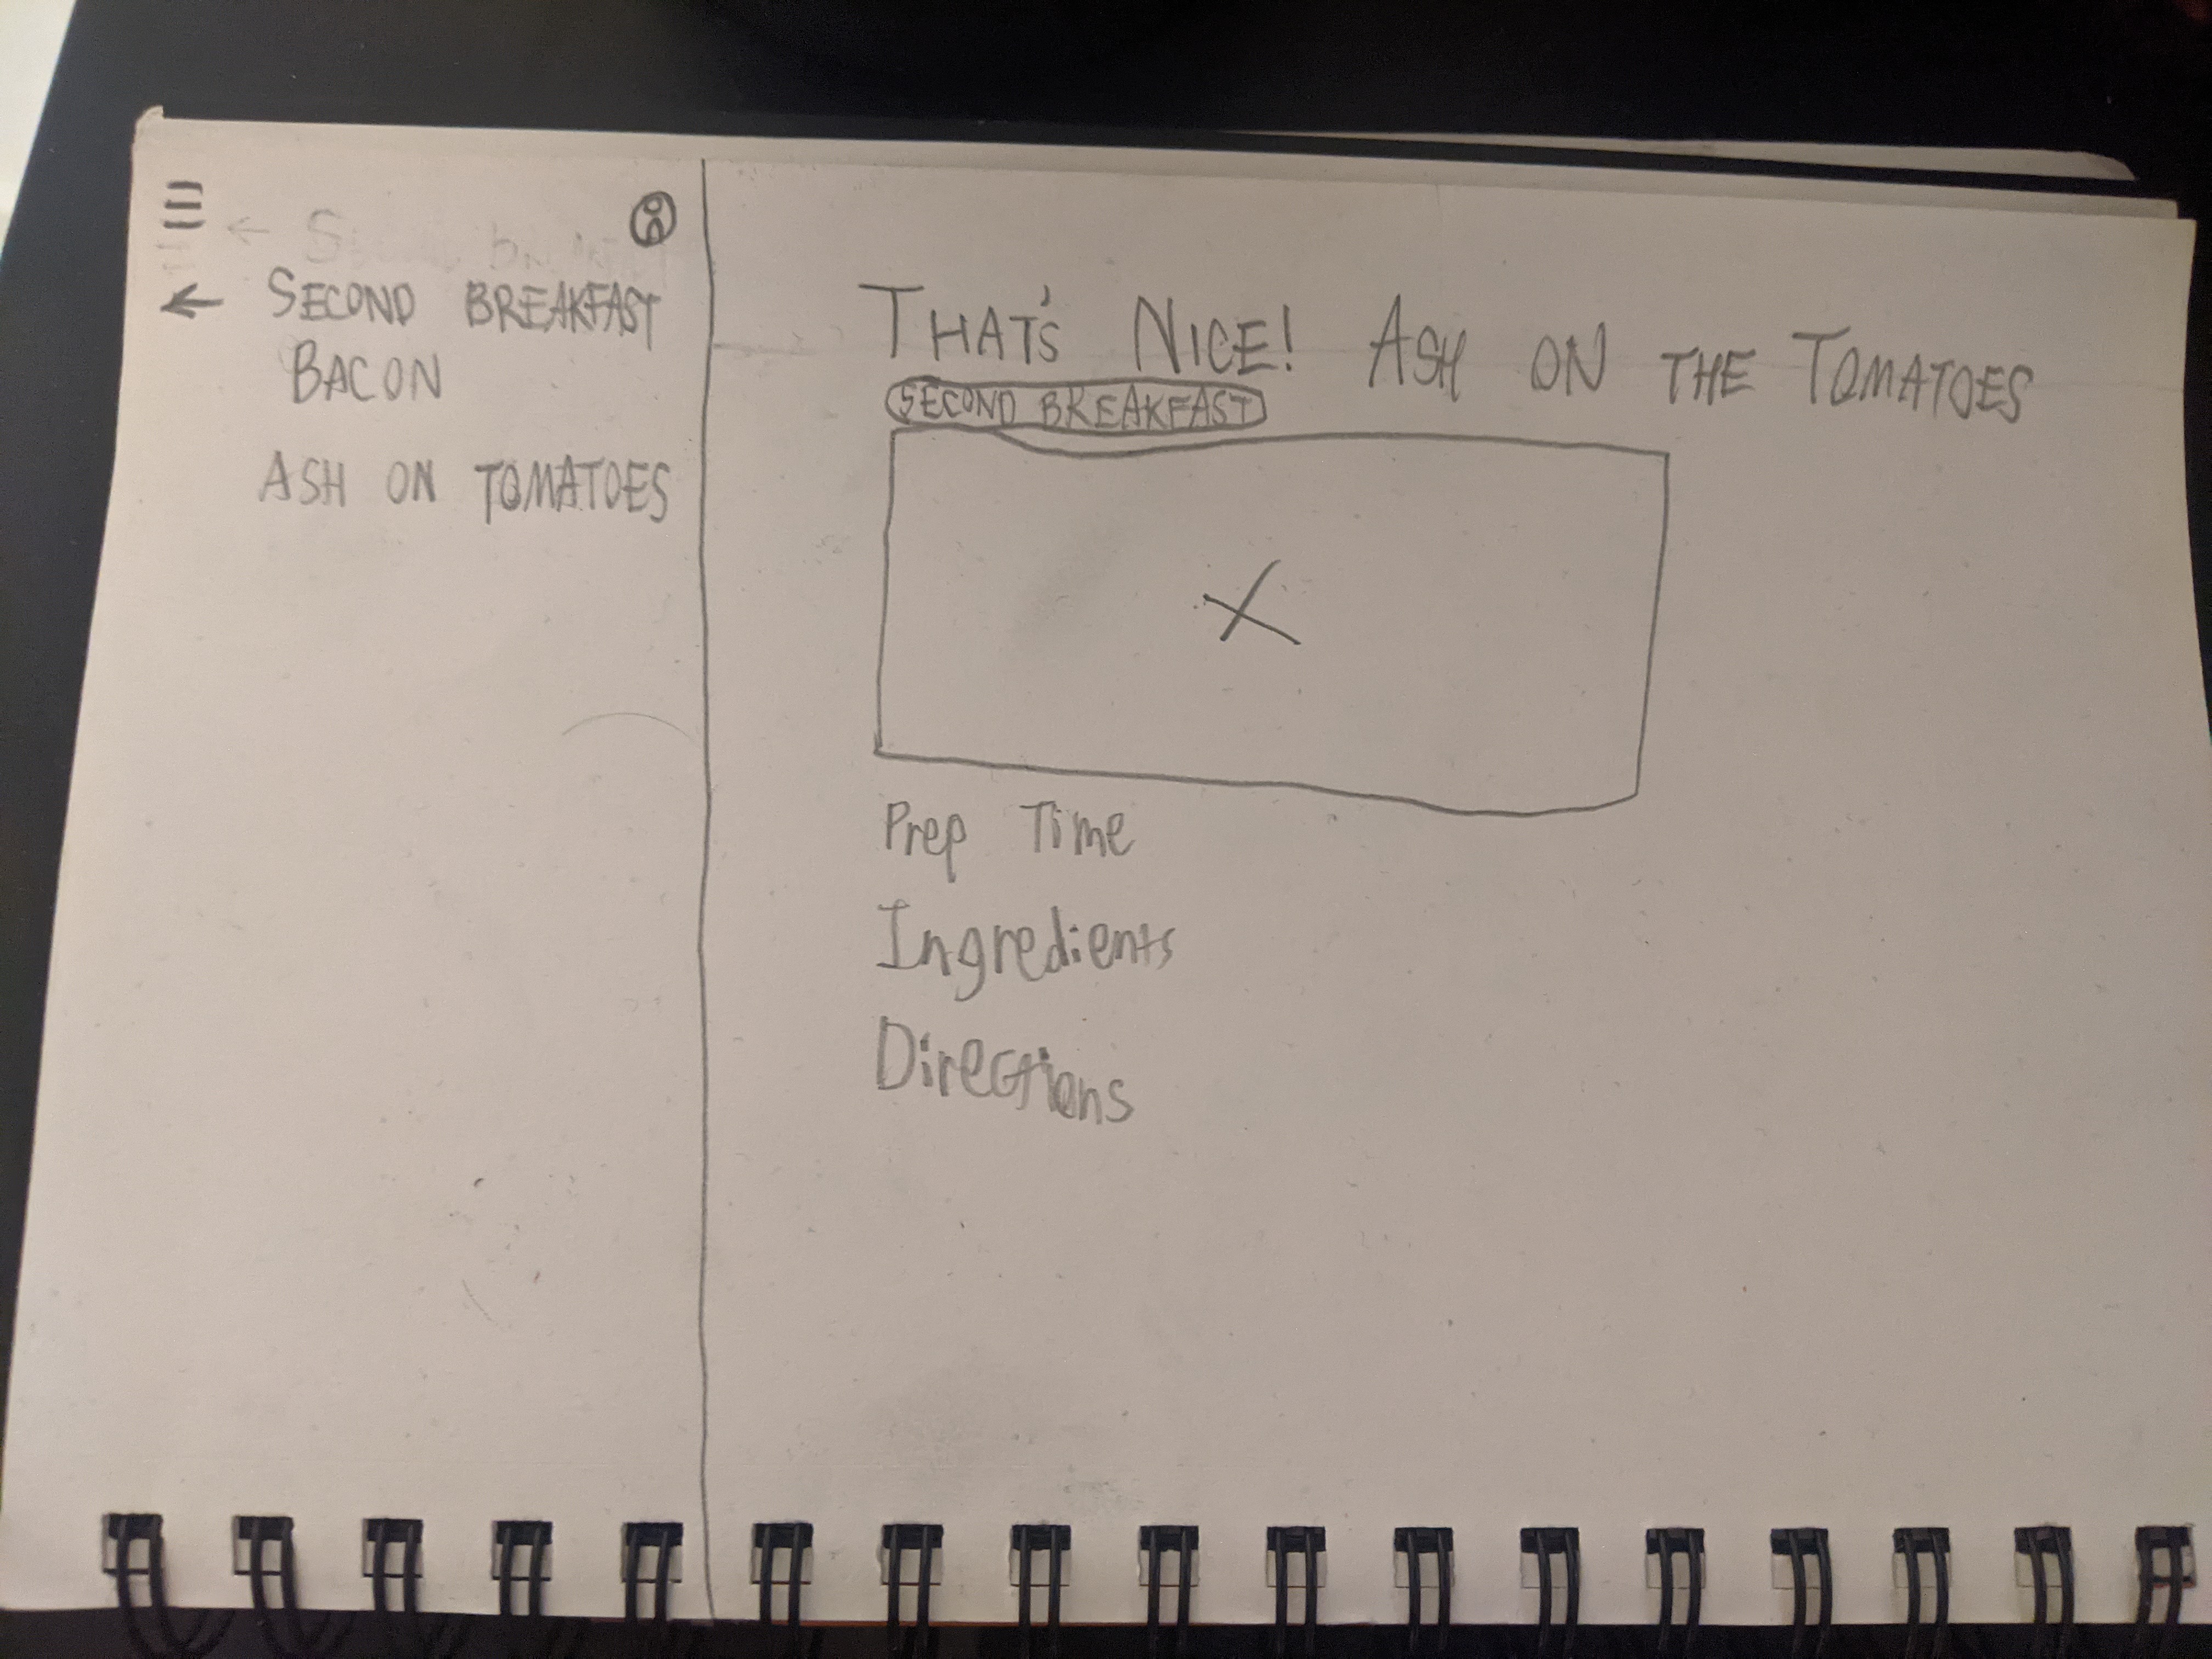 SECOND BREAKFAST
BACON
ASH ON TOMATOES
THAT'S NICE! ASH ON THE TOMATOES
SECOND BREAKFAST
Prep Time
Ingredients
Directions